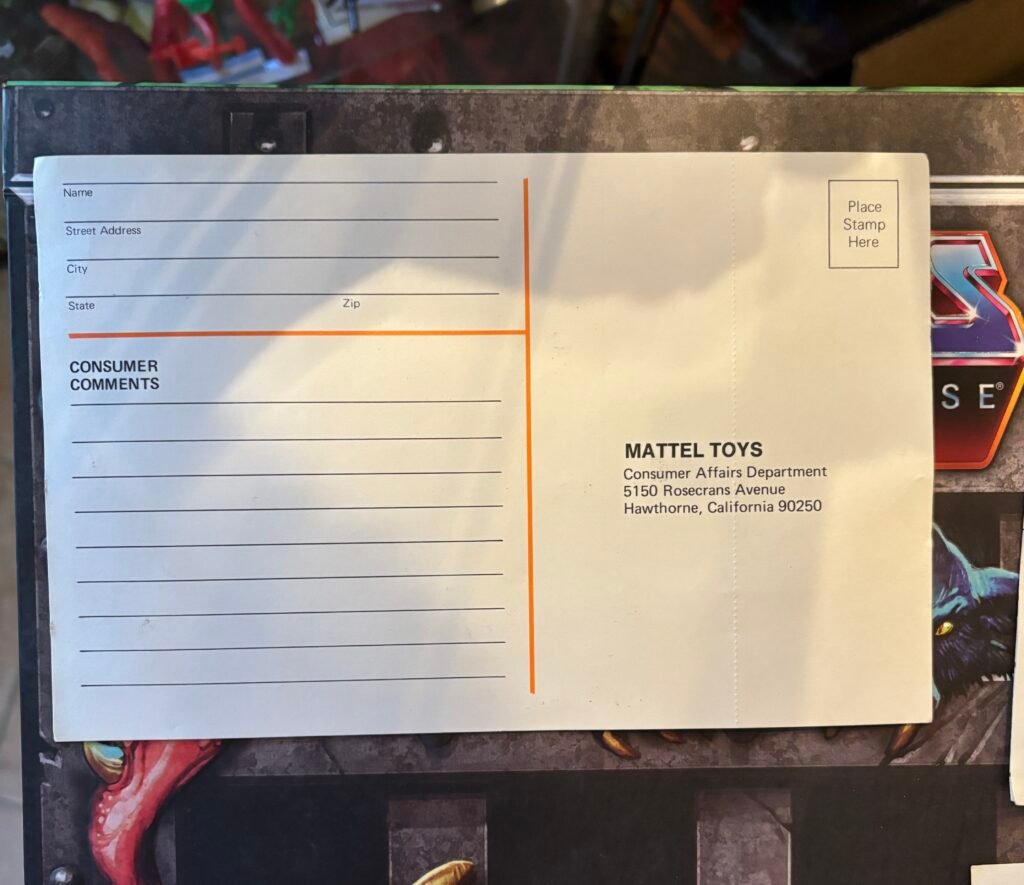 Name
Street Address
City
State Zip
CONSUMER
COMMENTS
Place
Stamp
Here
MATTEL TOYS
Consumer Affairs Department
5150 Rosecrans Avenue
Hawthorne, California 90250
S E®